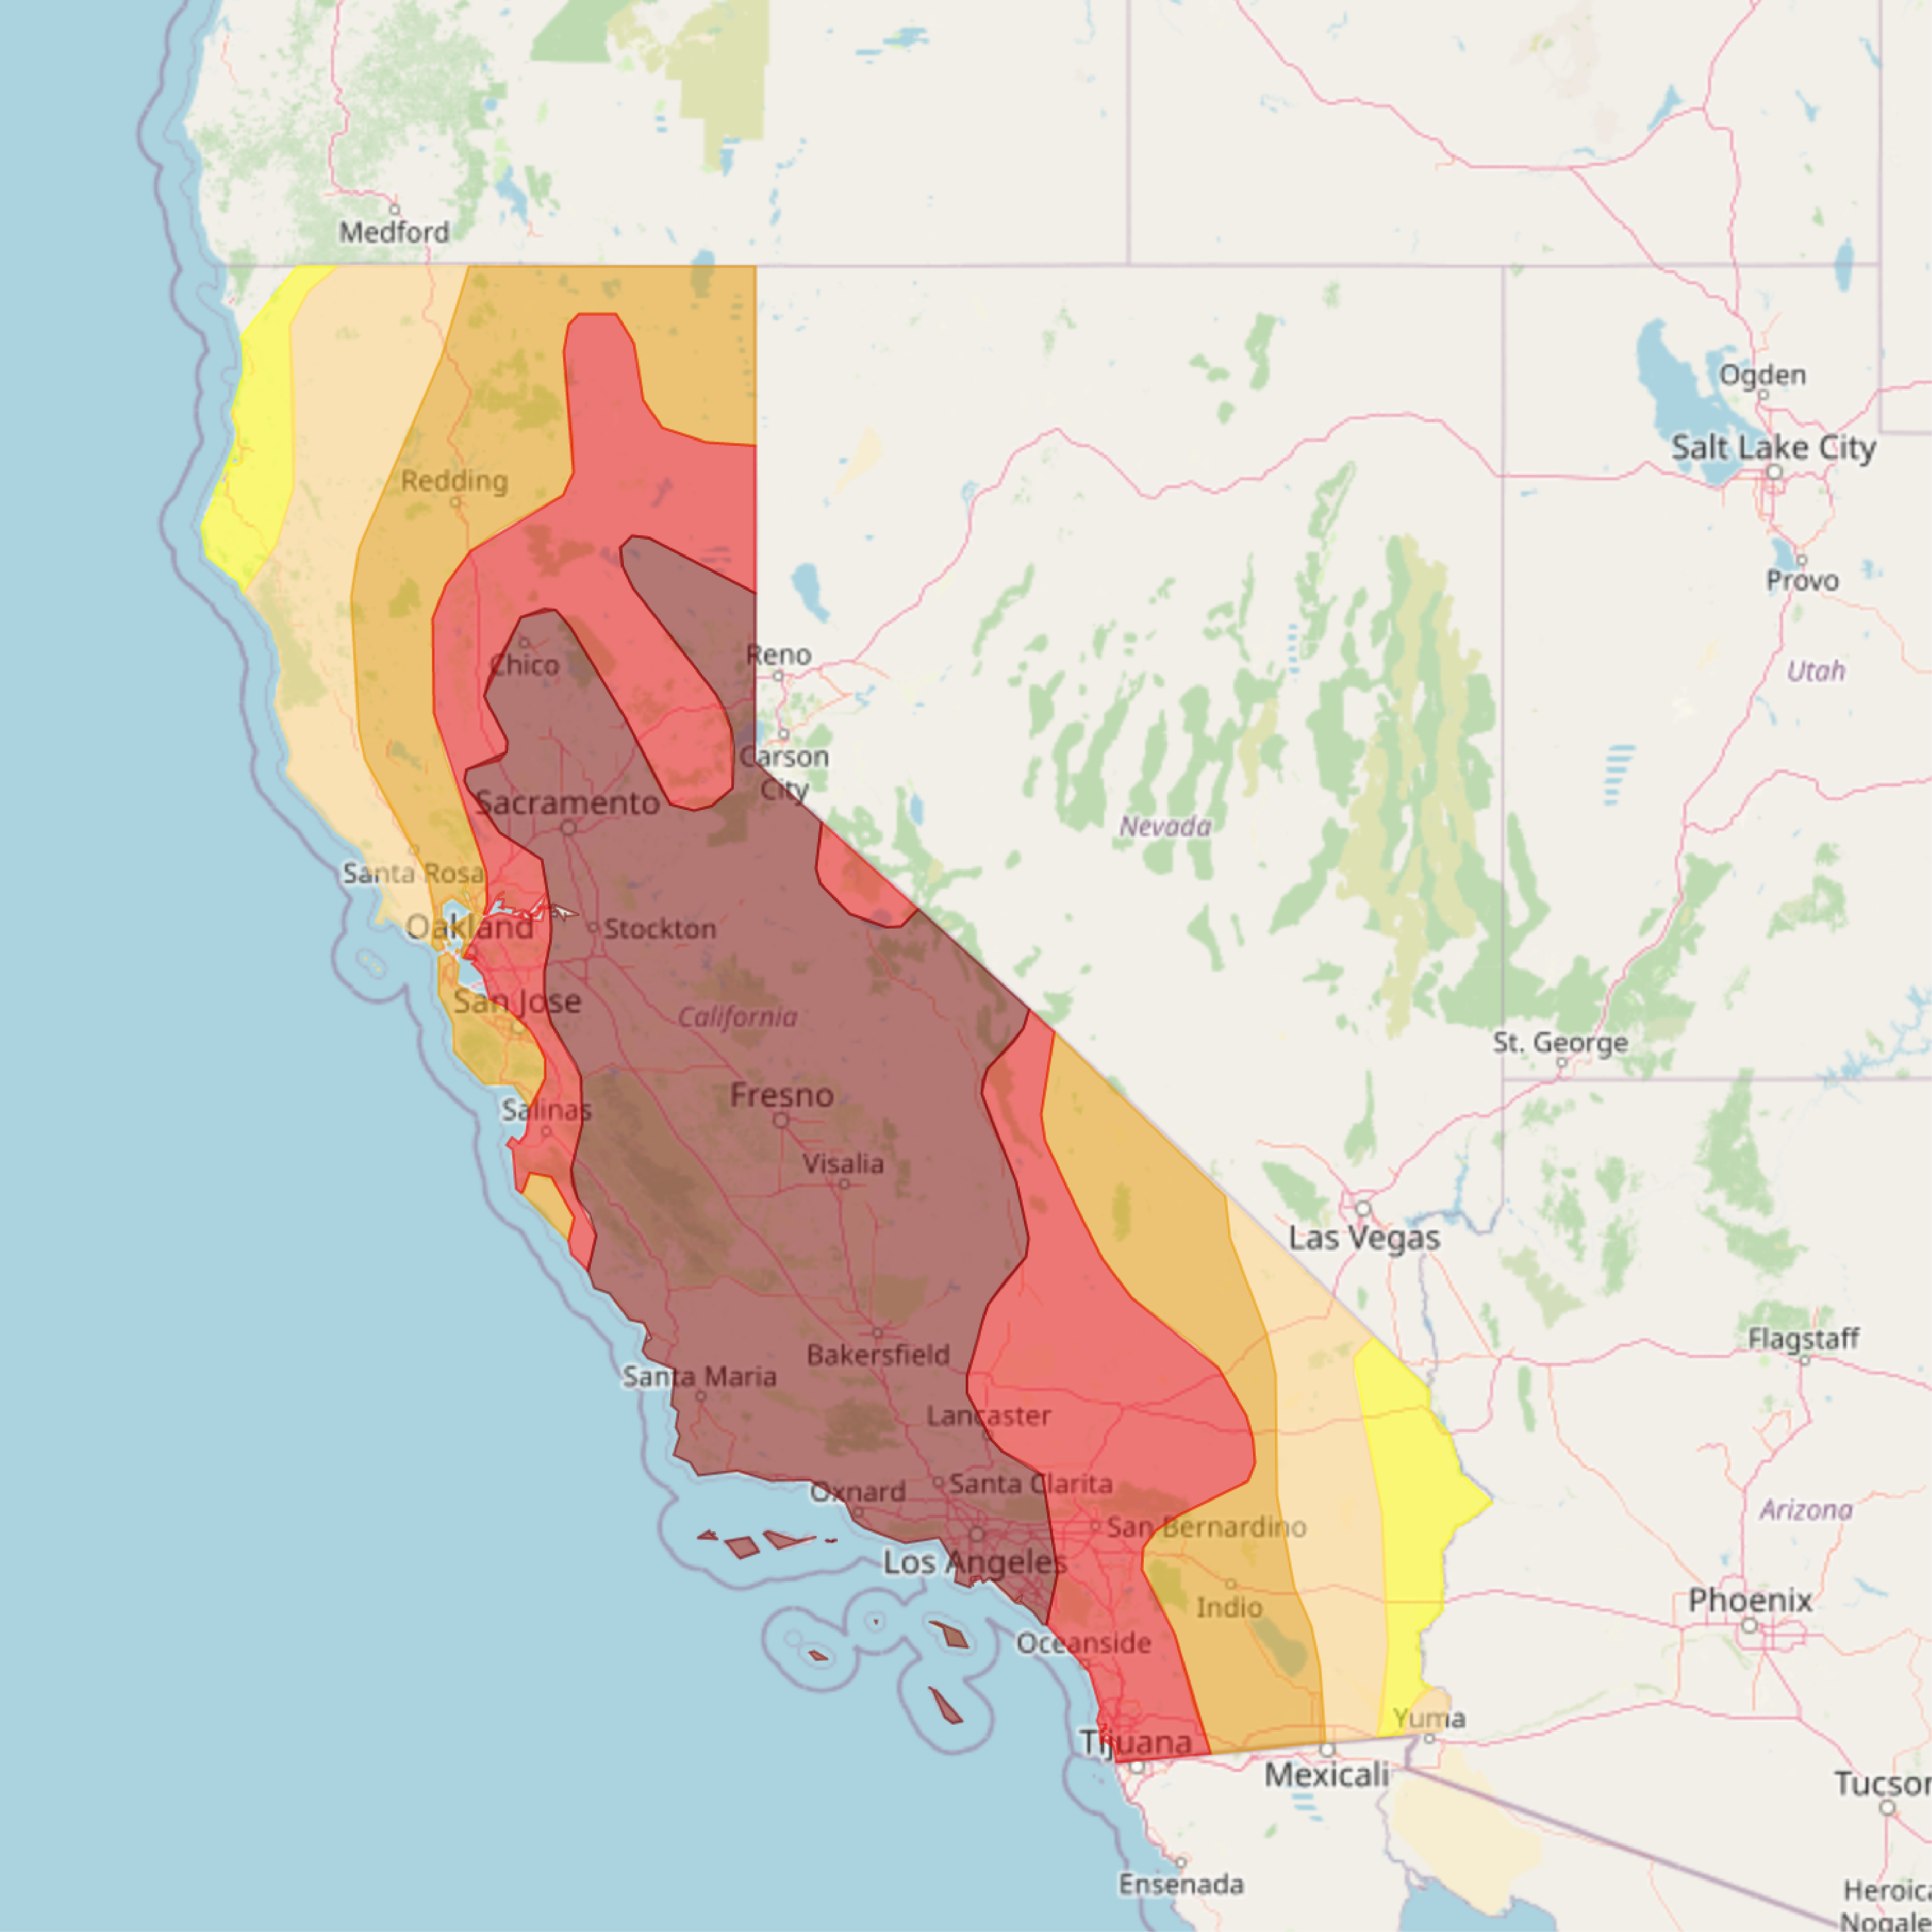 Medford
Ogden
Salt Lake City
Redding
Provo
Reno
Chico
Utah
Carson
City
Sacramento
Nevada
Santa Rosa
Oakland
Stockton
San Jose
California
St. George
Fresno
Salinas
Visalia
Las Vegas
Flagstaff
Bakersfield
Santa Maria
Lancaster
Santa Clarita
Oxnard
Arizona
San Bernardino
Los Angeles
Phoenix
Indio
Oceanside
Yuma
Tijuana
Mexicali
Tucson
Ensenada
Heroica
Nogales